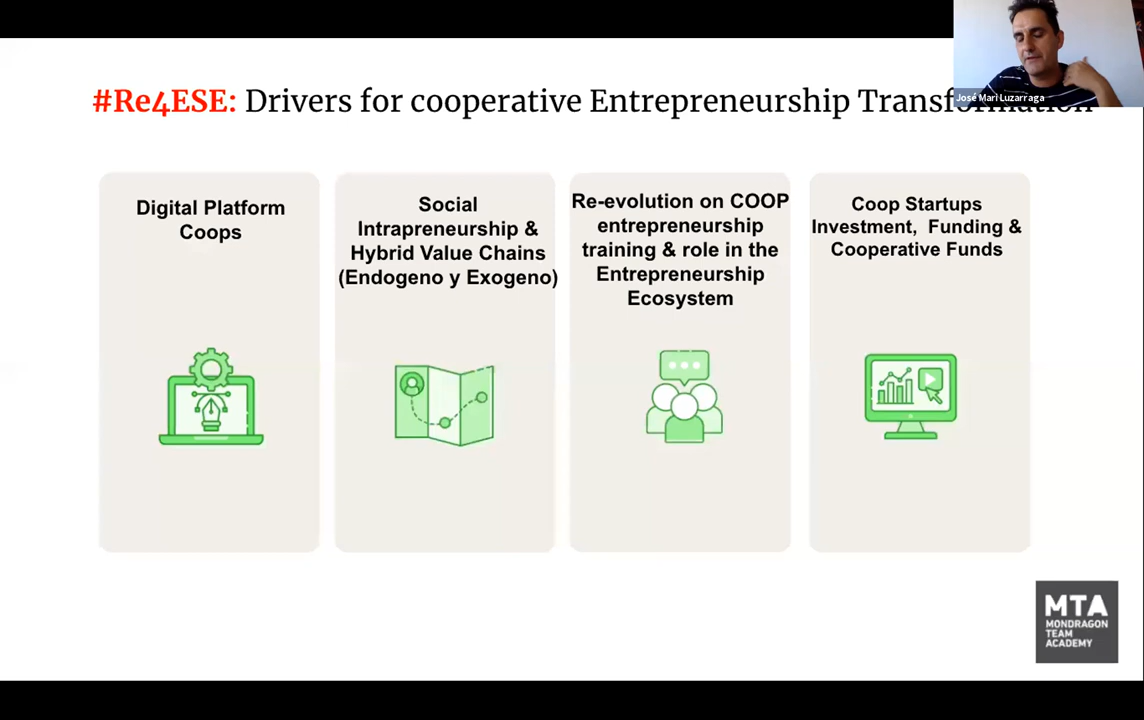 #Re4ESE: Drivers for cooperative Entrepreneurship
José Mari Luzarraga
Digital Platform
Coops
Social
Intrapreneurship &
Hybrid Value Chains
(Endogeno y Exogeno)
Re-evolution on COOP
entrepreneurship
training & role in the
Entrepreneurship
Ecosystem
Coop Startups
Investment, Funding &
Cooperative Funds
MTA
MONDRAGON
TEAM
ACADEMY